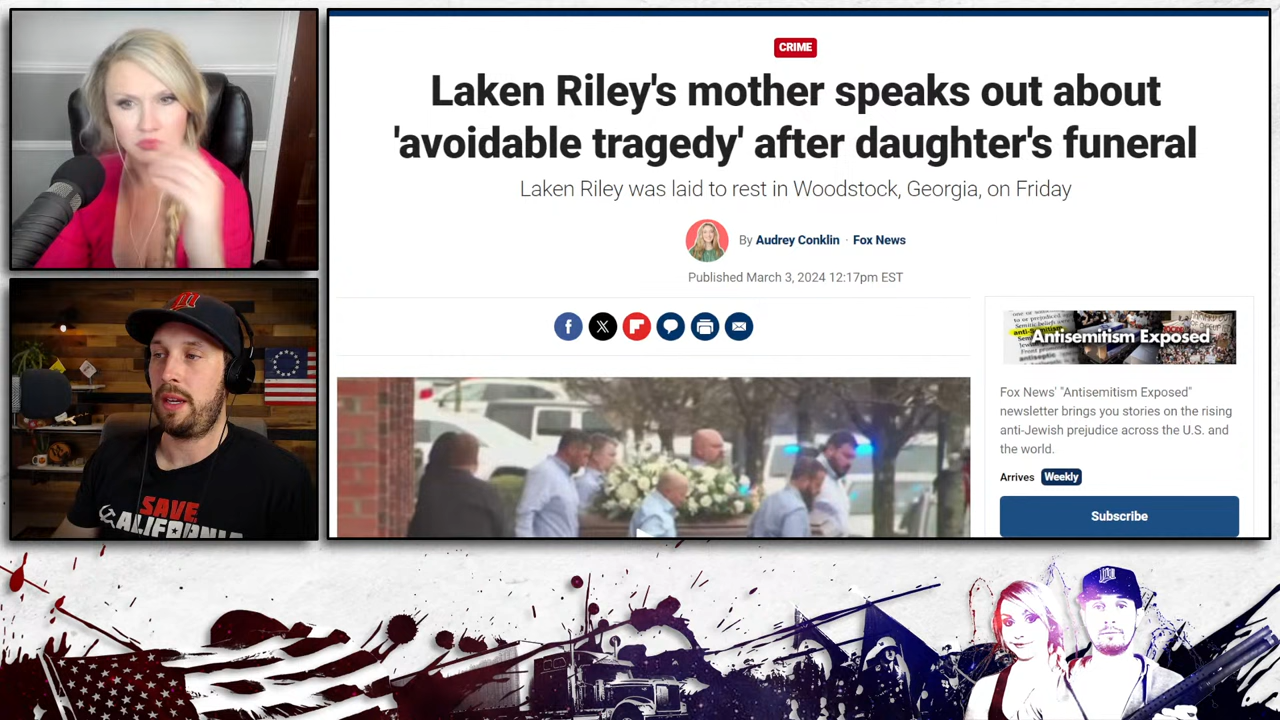 CRIME
Laken Riley's mother speaks out about
'avoidable tragedy' after daughter's funeral
Laken Riley was laid to rest in Woodstock, Georgia, on Friday
By Audrey Conklin · Fox News
Published March 3, 2024 12:17pm EST
Antisemitism Exposed
Fox News' "Antisemitism Exposed"
newsletter brings you stories on the rising
anti-Jewish prejudice across the U.S. and
the world.
Arrives Weekly
Subscribe
SAVE
CALIFORNIA